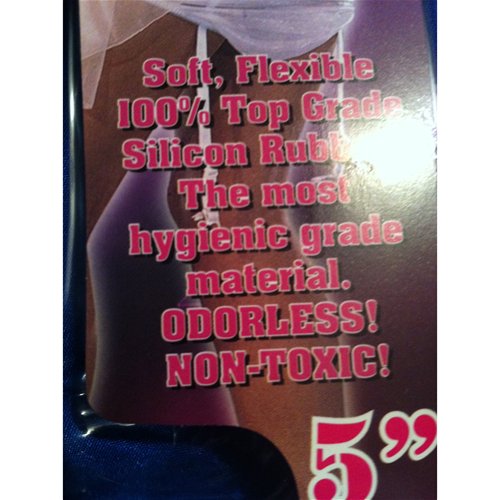 Soft, Flexible
100% Top Grade
Silicon
The most
hygienic grade
material.
ODORLESS!
NON-TOXIC!
5”